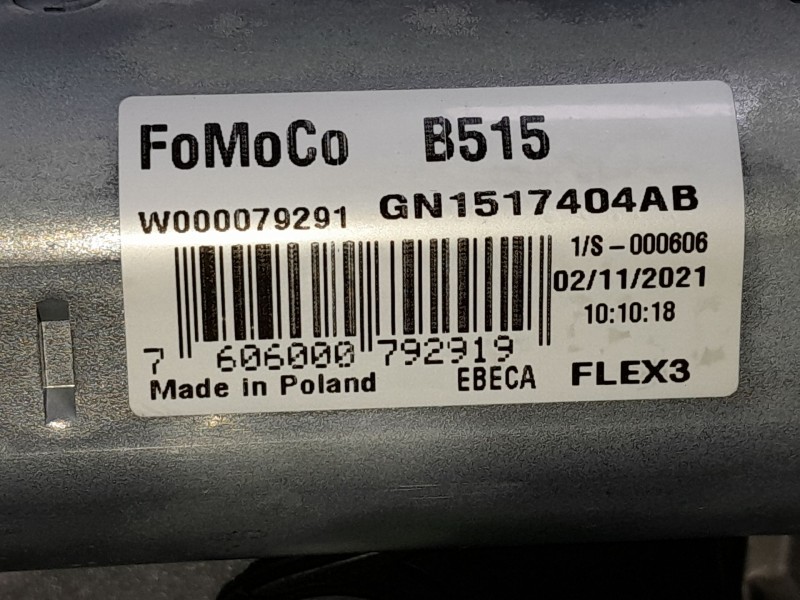 FoMoCo B515
W000079291 GN1517404AB
1/S-000606
02/11/2021
10:10:18
7 606000 792919
Made in Poland EBECA FLEX3